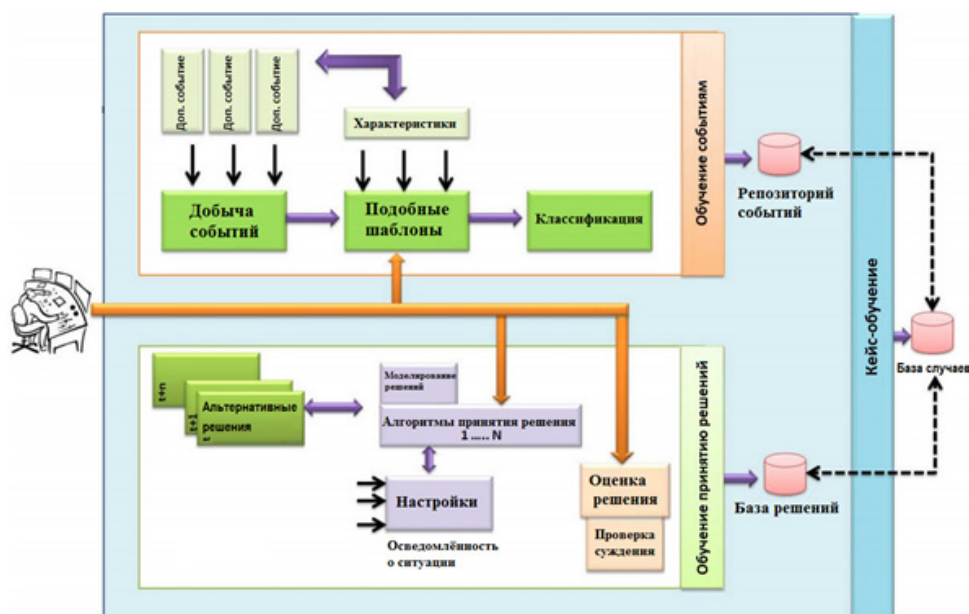 Доп. событие
Доп. событие
Доп. событие
Характеристики
Добыча
событий
Подобные
шаблоны
Классификация
Обучение событиям
Репозиторий
событий
Кейс-обучение
База случаев
t+n
t+1
t
Альтернативные
решения
Моделирование
решений
Алгоритмы принятия решения
1 ..... N
Настройки
Осведомлённость
о ситуации
Оценка
решения
Проверка
суждения
Обучение принятию решений
База решений